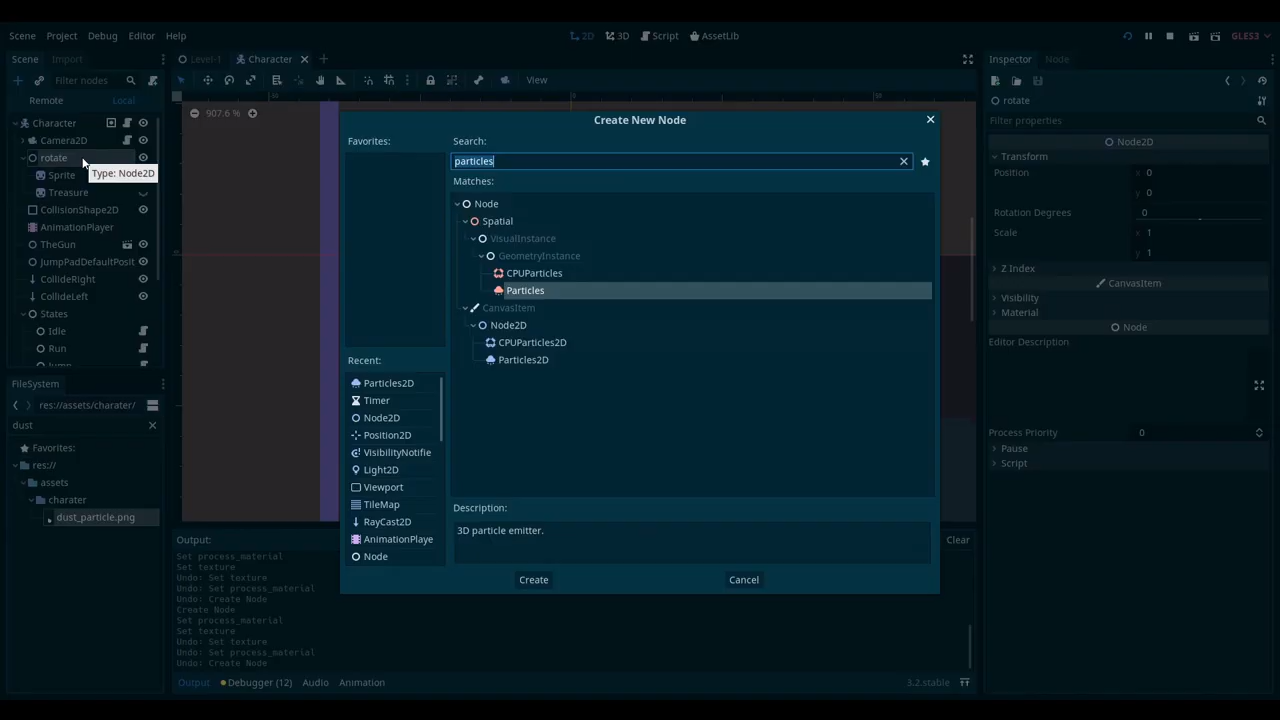 Scene Project Debug Editor Help
2D 3D Script AssetLib
GLES3
Scene Import
Level-1 Character
Inspector Node
Filter nodes
View
Remote Local
907.6 %
rotate
Filter properties
Character
Camera2D
rotate
Type: Node2D
Sprite
Treasure
CollisionShape2D
AnimationPlayer
TheGun
JumpPadDefaultPosit
CollideRight
CollideLeft
States
Idle
Run
Jump
FileSystem
res://assets/charater/
dust
Favorites:
res://
assets
charater
dust_particle.png
Create New Node
Favorites:
Search:
particles
Matches:
Node
Spatial
VisualInstance
GeometryInstance
CPUParticles
Particles
CanvasItem
Node2D
CPUParticles2D
Particles2D
Recent:
Particles2D
Timer
Node2D
Position2D
VisibilityNotifie
Light2D
Viewport
TileMap
RayCast2D
AnimationPlaye
Node
Description:
3D particle emitter.
Create Cancel
Output:
Clear
Set process_material
Set texture
Undo: Set texture
Undo: Set process_material
Undo: Create Node
Create Node
Set process_material
Set texture
Undo: Set texture
Undo: Set process_material
Undo: Create Node
Output Debugger (12) Audio Animation
3.2.stable
Node2D
Transform
Position x 0
y 0
Rotation Degrees 0
Scale x 1
y 1
Z Index
CanvasItem
Visibility
Material
Node
Editor Description
Process Priority 0
Pause
Script